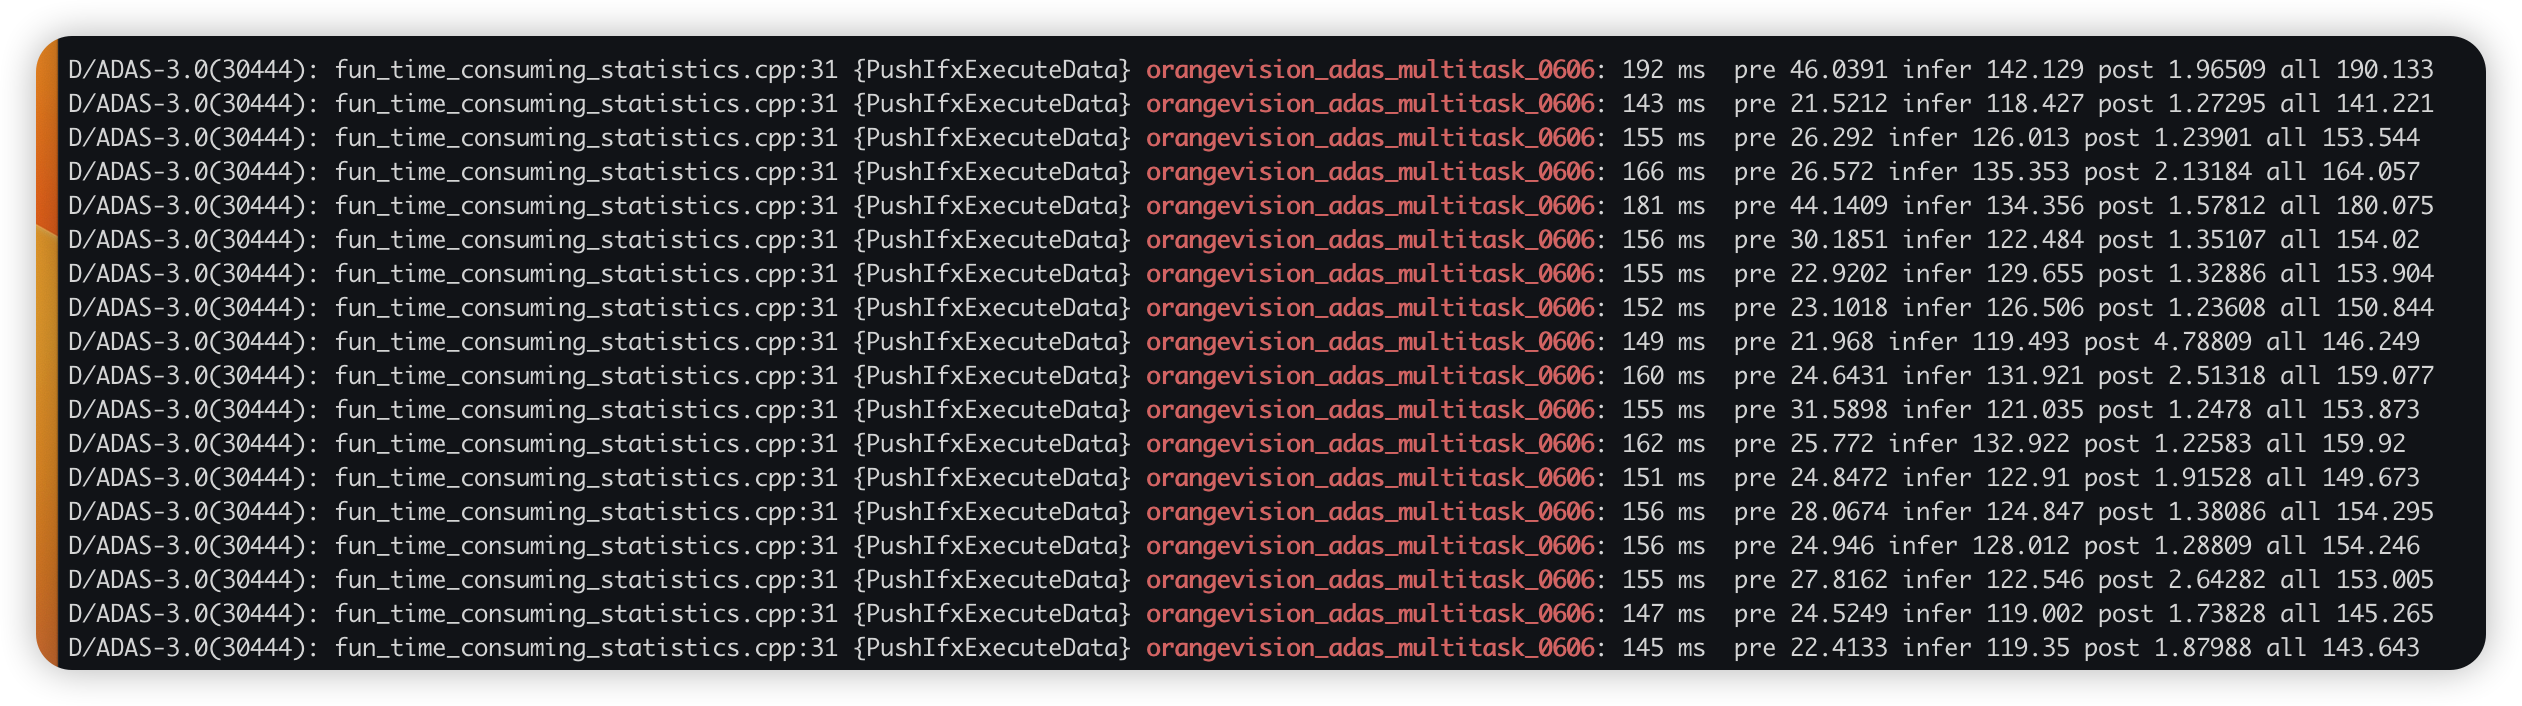 D/ADAS-3.0(30444): fun_time_consuming_statistics.cpp:31 {PushIfxExecuteData} orangevision_adas_multitask_0606: 192 ms  pre 46.0391 infer 142.129 post 1.96509 all 190.133
D/ADAS-3.0(30444): fun_time_consuming_statistics.cpp:31 {PushIfxExecuteData} orangevision_adas_multitask_0606: 143 ms  pre 21.5212 infer 118.427 post 1.27295 all 141.221
D/ADAS-3.0(30444): fun_time_consuming_statistics.cpp:31 {PushIfxExecuteData} orangevision_adas_multitask_0606: 155 ms  pre 26.292 infer 126.013 post 1.23901 all 153.544
D/ADAS-3.0(30444): fun_time_consuming_statistics.cpp:31 {PushIfxExecuteData} orangevision_adas_multitask_0606: 166 ms  pre 26.572 infer 135.353 post 2.13184 all 164.057
D/ADAS-3.0(30444): fun_time_consuming_statistics.cpp:31 {PushIfxExecuteData} orangevision_adas_multitask_0606: 181 ms  pre 44.1409 infer 134.356 post 1.57812 all 180.075
D/ADAS-3.0(30444): fun_time_consuming_statistics.cpp:31 {PushIfxExecuteData} orangevision_adas_multitask_0606: 156 ms  pre 30.1851 infer 122.484 post 1.35107 all 154.02
D/ADAS-3.0(30444): fun_time_consuming_statistics.cpp:31 {PushIfxExecuteData} orangevision_adas_multitask_0606: 155 ms  pre 22.9202 infer 129.655 post 1.32886 all 153.904
D/ADAS-3.0(30444): fun_time_consuming_statistics.cpp:31 {PushIfxExecuteData} orangevision_adas_multitask_0606: 152 ms  pre 23.1018 infer 126.506 post 1.23608 all 150.844
D/ADAS-3.0(30444): fun_time_consuming_statistics.cpp:31 {PushIfxExecuteData} orangevision_adas_multitask_0606: 149 ms  pre 21.968 infer 119.493 post 4.78809 all 146.249
D/ADAS-3.0(30444): fun_time_consuming_statistics.cpp:31 {PushIfxExecuteData} orangevision_adas_multitask_0606: 160 ms  pre 24.6431 infer 131.921 post 2.51318 all 159.077
D/ADAS-3.0(30444): fun_time_consuming_statistics.cpp:31 {PushIfxExecuteData} orangevision_adas_multitask_0606: 155 ms  pre 31.5898 infer 121.035 post 1.2478 all 153.873
D/ADAS-3.0(30444): fun_time_consuming_statistics.cpp:31 {PushIfxExecuteData} orangevision_adas_multitask_0606: 162 ms  pre 25.772 infer 132.922 post 1.22583 all 159.92
D/ADAS-3.0(30444): fun_time_consuming_statistics.cpp:31 {PushIfxExecuteData} orangevision_adas_multitask_0606: 151 ms  pre 24.8472 infer 122.91 post 1.91528 all 149.673
D/ADAS-3.0(30444): fun_time_consuming_statistics.cpp:31 {PushIfxExecuteData} orangevision_adas_multitask_0606: 156 ms  pre 28.0674 infer 124.847 post 1.38086 all 154.295
D/ADAS-3.0(30444): fun_time_consuming_statistics.cpp:31 {PushIfxExecuteData} orangevision_adas_multitask_0606: 156 ms  pre 24.946 infer 128.012 post 1.28809 all 154.246
D/ADAS-3.0(30444): fun_time_consuming_statistics.cpp:31 {PushIfxExecuteData} orangevision_adas_multitask_0606: 155 ms  pre 27.8162 infer 122.546 post 2.64282 all 153.005
D/ADAS-3.0(30444): fun_time_consuming_statistics.cpp:31 {PushIfxExecuteData} orangevision_adas_multitask_0606: 147 ms  pre 24.5249 infer 119.002 post 1.73828 all 145.265
D/ADAS-3.0(30444): fun_time_consuming_statistics.cpp:31 {PushIfxExecuteData} orangevision_adas_multitask_0606: 145 ms  pre 22.4133 infer 119.35 post 1.87988 all 143.643